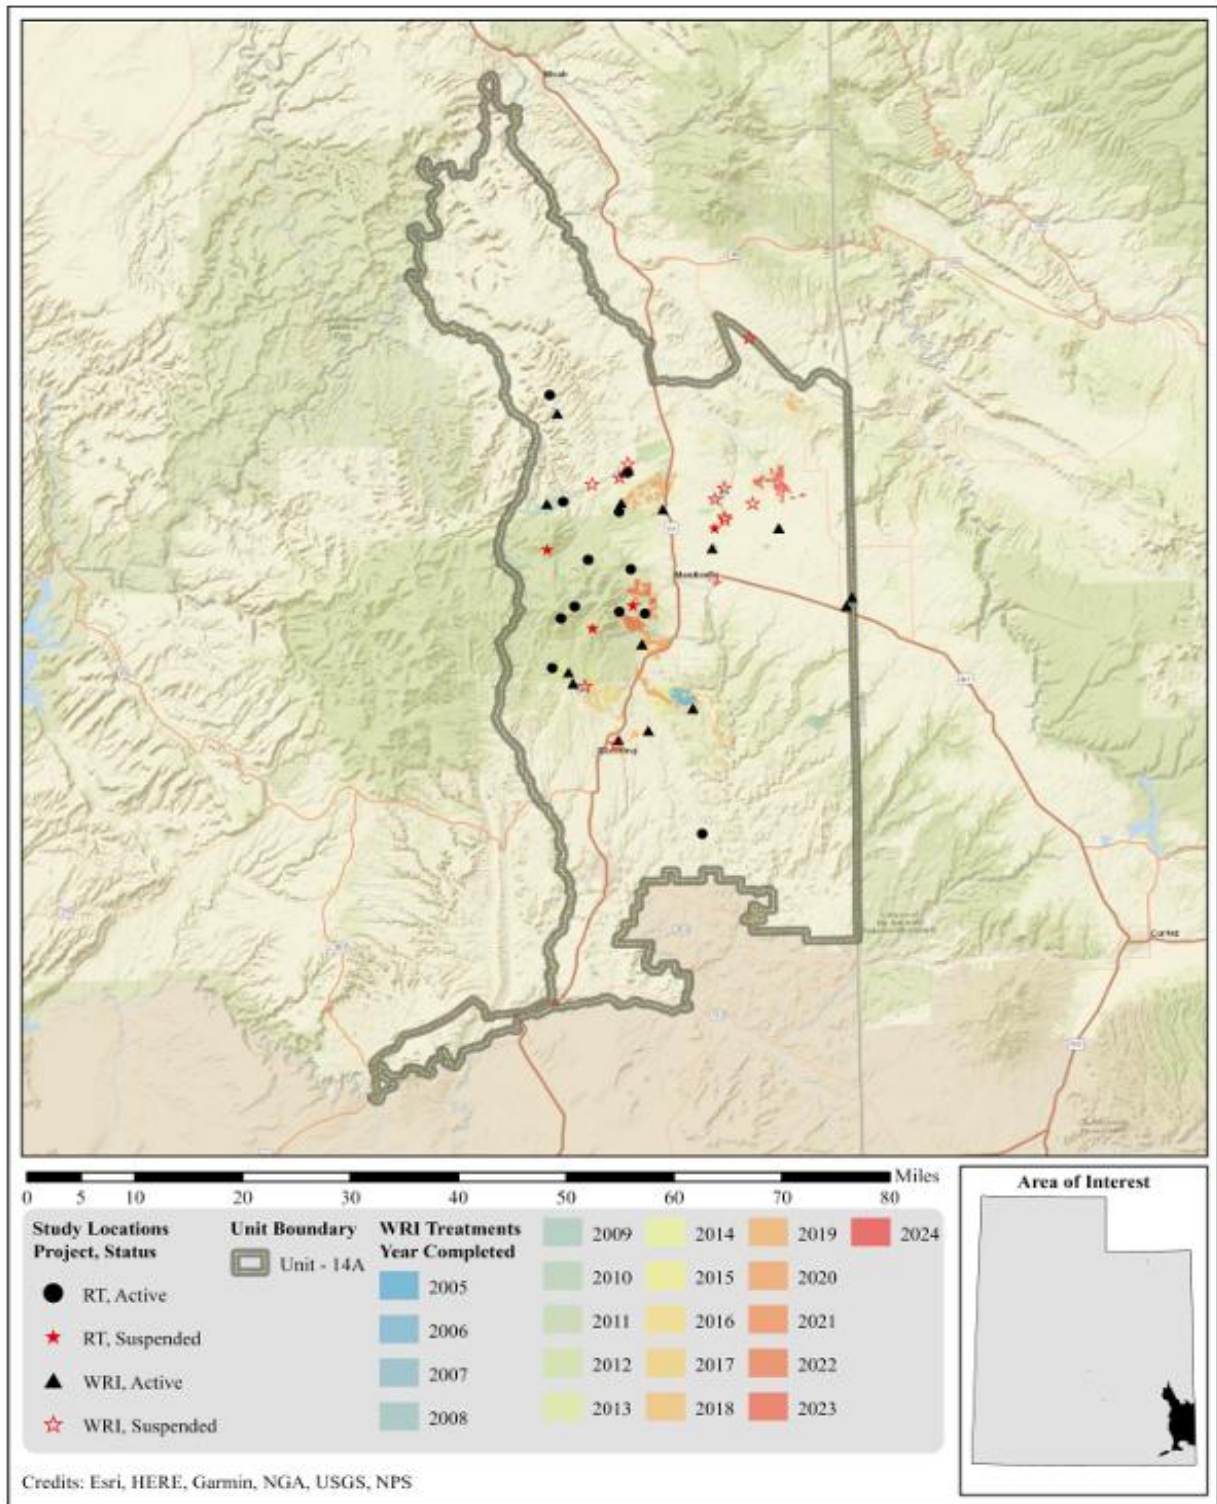 Moab
Monticello
Blanding
Cortez
Miles
0 5 10 20 30 40 50 60 70 80
Study Locations
Project, Status
RT, Active
RT, Suspended
WRI, Active
WRI, Suspended
Unit Boundary
Unit - 14A
WRI Treatments
Year Completed
2005
2006
2007
2008
2009
2010
2011
2012
2013
2014
2015
2016
2017
2018
2019
2020
2021
2022
2023
2024
Area of Interest
Credits: Esri, HERE, Garmin, NGA, USGS, NPS